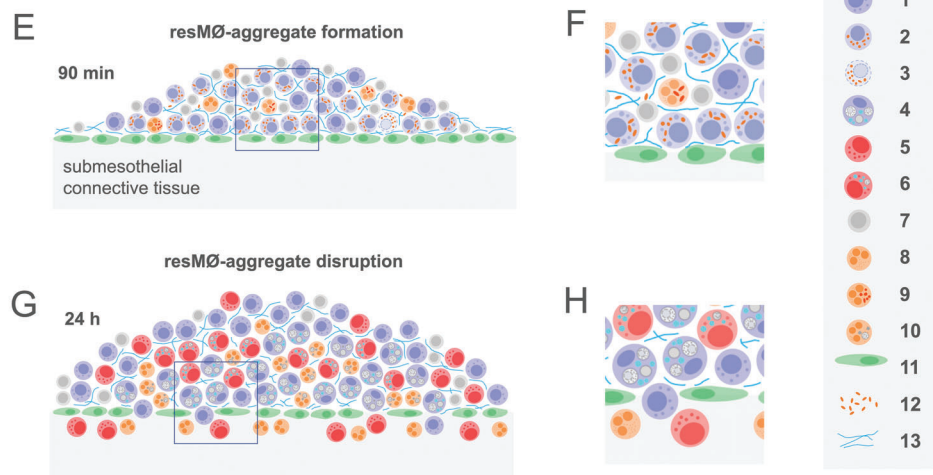 E
resMØ-aggregate formation
90 min
submesothelial
connective tissue
F
resMØ-aggregate disruption
G
24 h
H
1
2
3
4
5
6
7
8
9
10
11
12
13